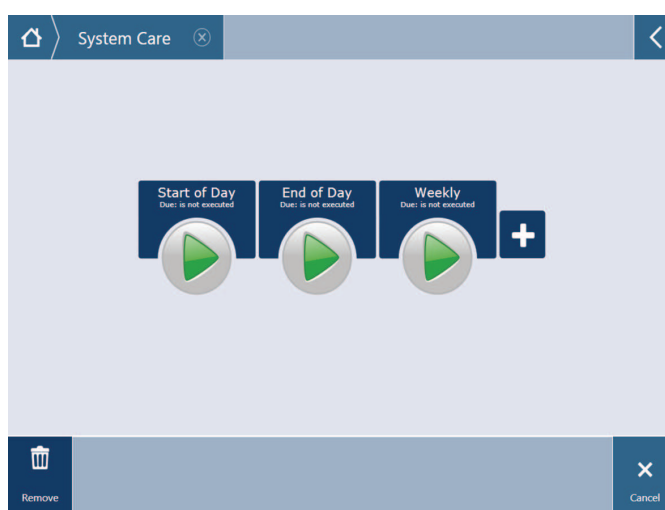 System Care
Start of Day
Due: is not executed
End of Day
Due: is not executed
Weekly
Due: is not executed
Remove
Cancel